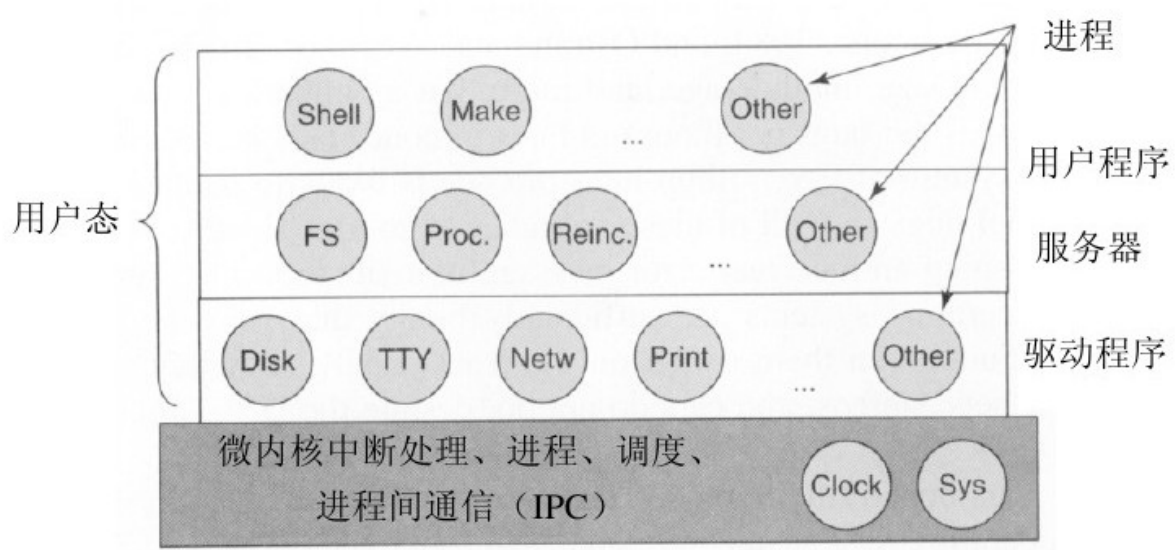 进程
Shell Make ... Other
用户程序
用户态
FS Proc. Reinc. ... Other
服务器
Disk TTY Netw Print ... Other
驱动程序
微内核中断处理、进程、调度、
进程间通信（IPC）
Clock Sys